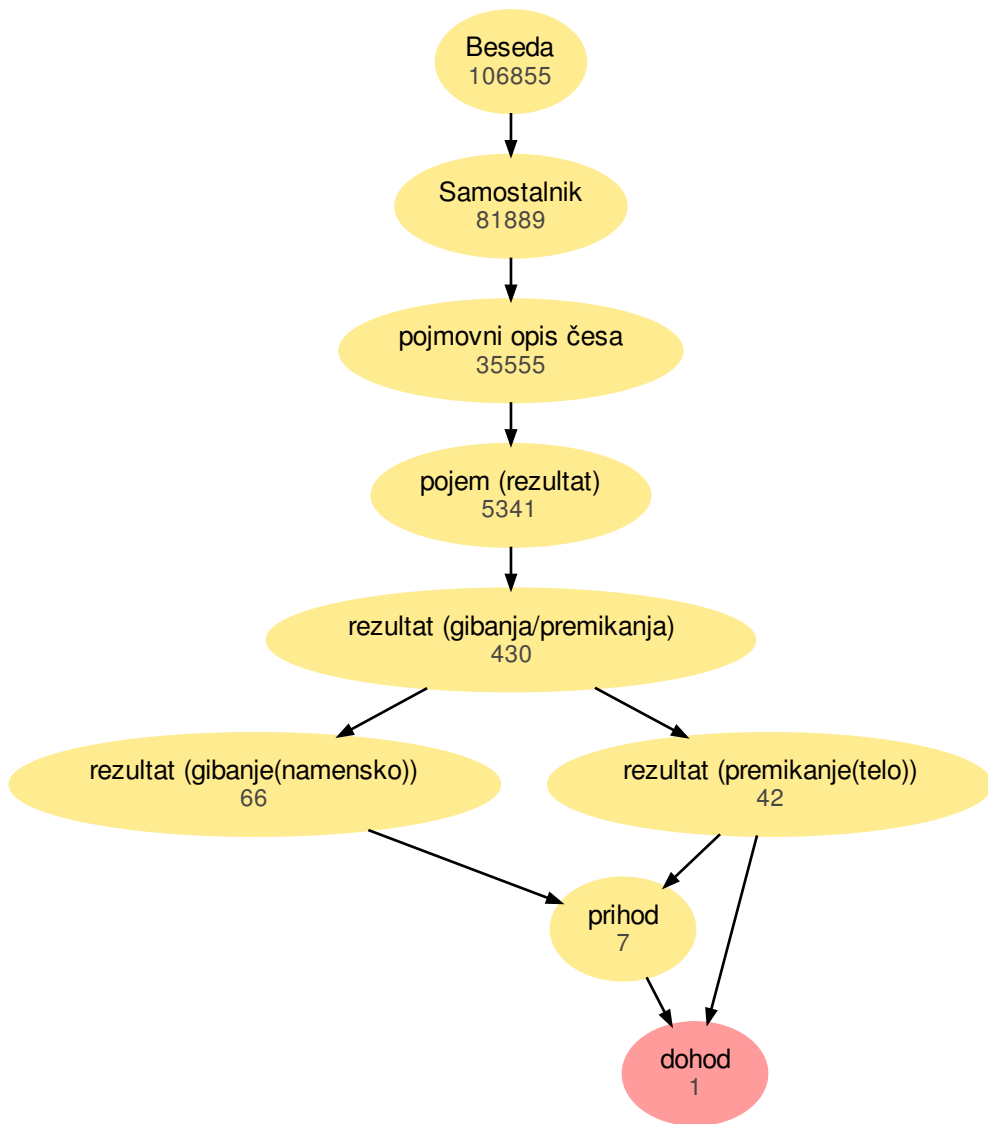 Beseda
106855
Samostalnik
81889
pojmovni opis česa
35555
pojem (rezultat)
5341
rezultat (gibanja/premikanja)
430
rezultat (gibanje(namensko))
66
rezultat (premikanje(telo))
42
prihod
7
dohod
1